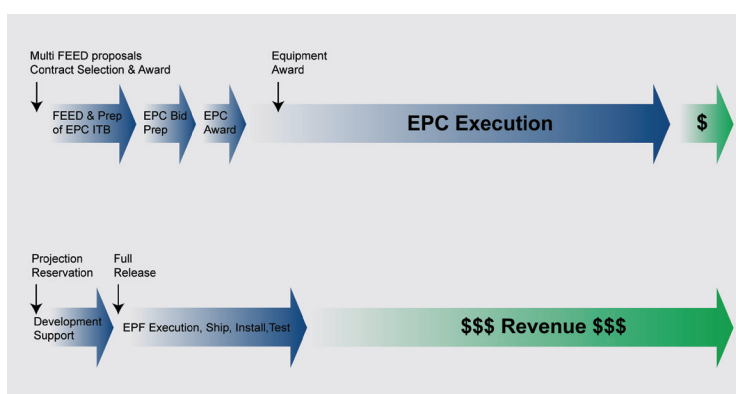 Multi FEED proposals
Contract Selection & Award
Equipment
Award
FEED & Prep
of EPC ITB
EPC Bid
Prep
EPC
Award
EPC Execution
$
Projection
Reservation
Full
Release
Development
Support
EPF Execution, Ship, Install,Test
$$$ Revenue $$$